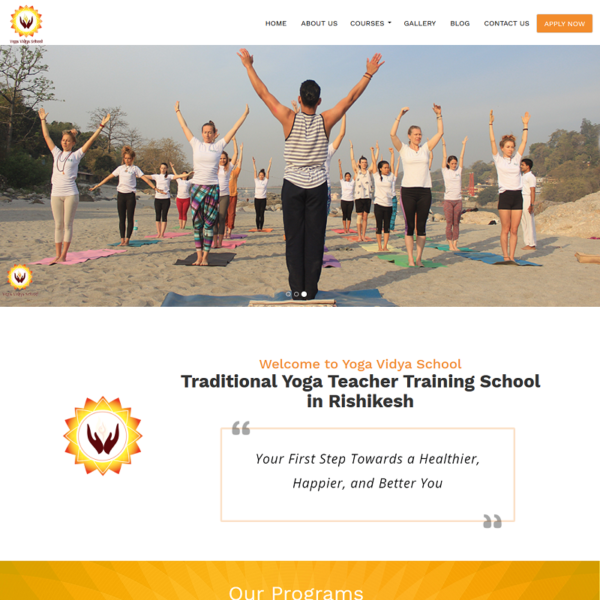 Yoga Vidya School
HOME
ABOUT US
COURSES
GALLERY
BLOG
CONTACT US
APPLY NOW
Welcome to Yoga Vidya School
Traditional Yoga Teacher Training School
in Rishikesh
“
Your First Step Towards a Healthier,
Happier, and Better You
”
Our Programs